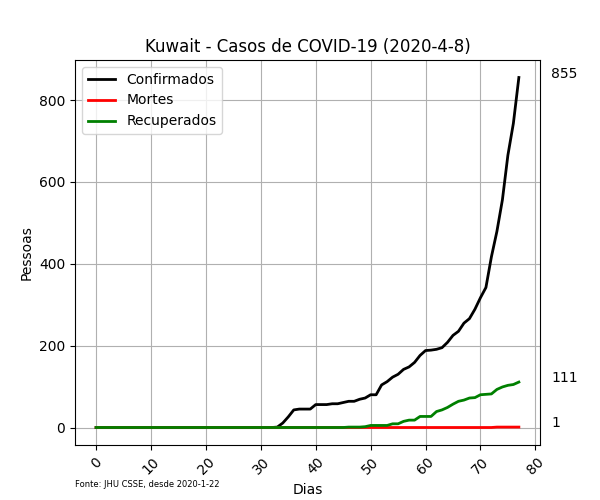 Kuwait - Casos de COVID-19 (2020-4-8)
Confirmados
Mortes
Recuperados
855
111
1
Pessoas
800
600
400
200
0
0 10 20 30 40 50 60 70 80
Dias
Fonte: JHU CSSE, desde 2020-1-22